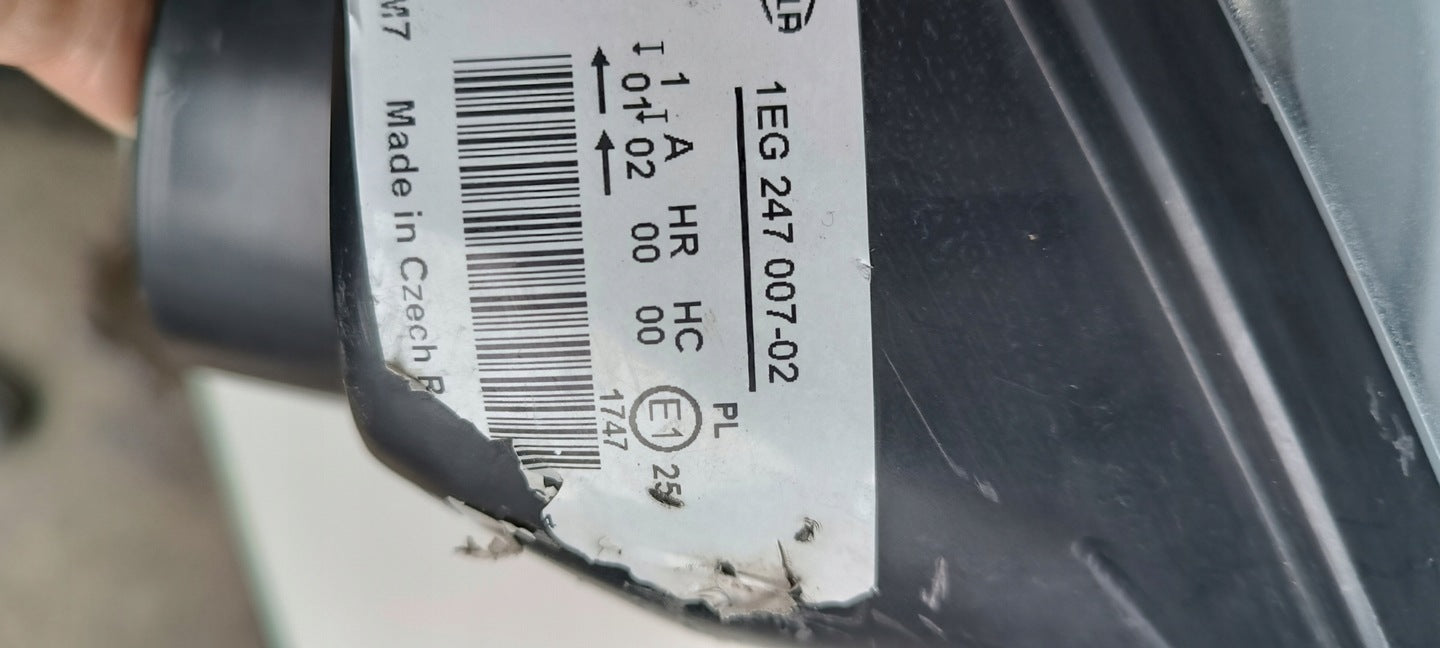 1EG 247 007-02
PL
1 A HR HC E1
I 01 I 02 00 00
1747
Made in Czech R